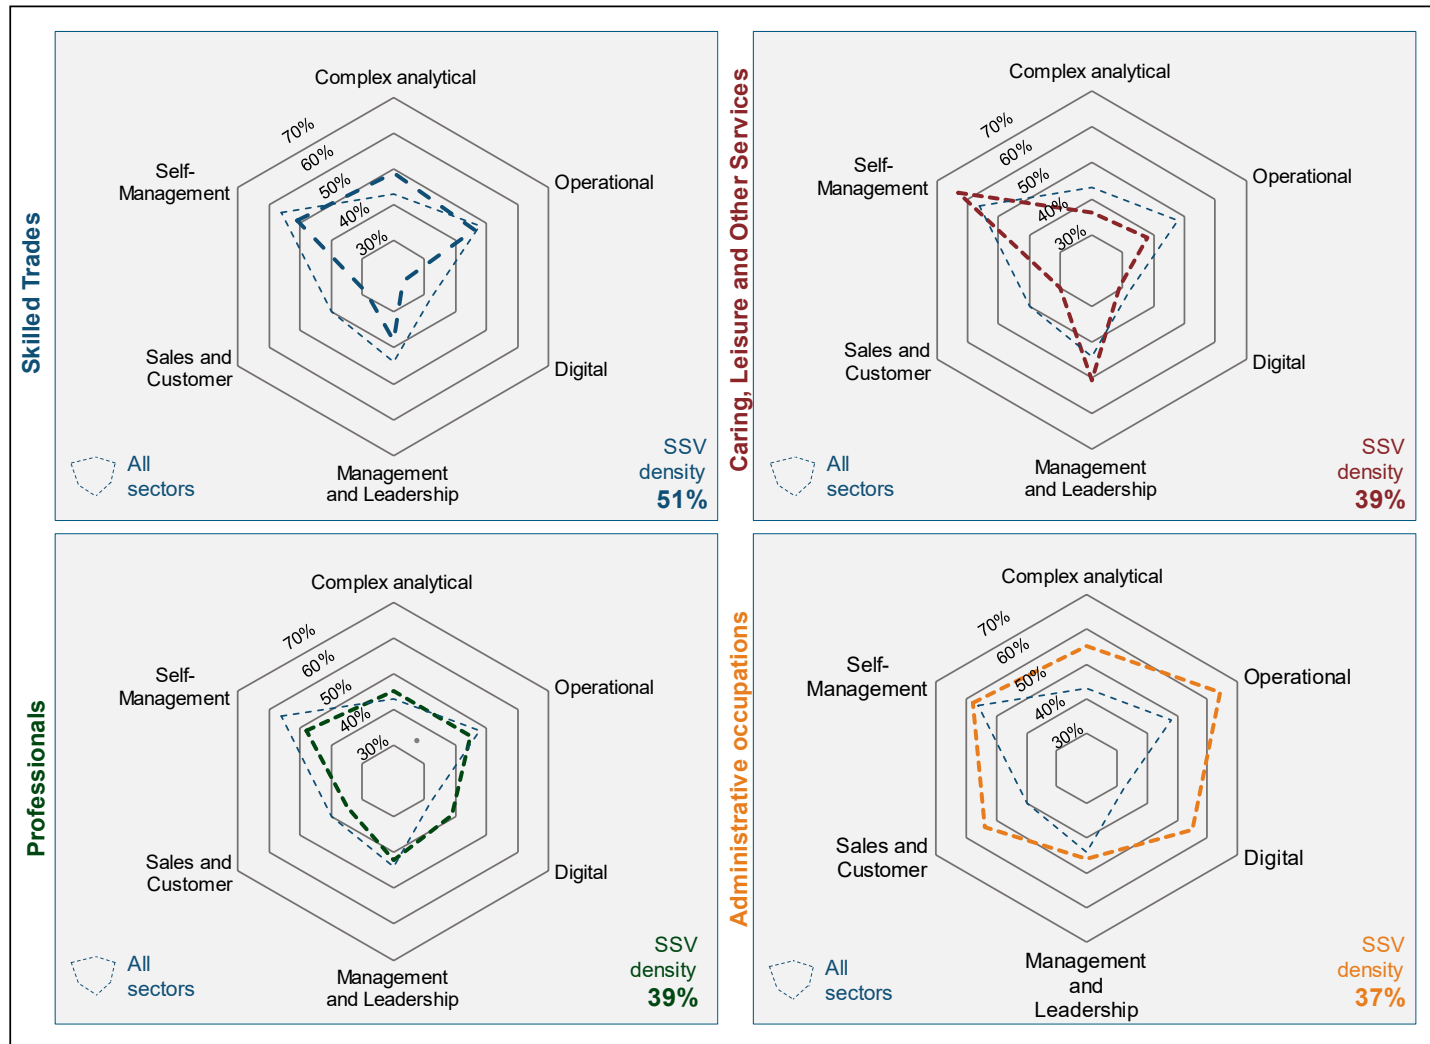 Skilled Trades
Complex analytical
70%
60%
50%
40%
30%
Self-
Management
Operational
Sales and
Customer
Digital
Management
and Leadership
All
sectors
SSV
density
51%
Caring, Leisure and Other Services
Complex analytical
70%
60%
50%
40%
30%
Self-
Management
Operational
Sales and
Customer
Digital
Management
and Leadership
All
sectors
SSV
density
39%
Professionals
Complex analytical
70%
60%
50%
40%
30%
Self-
Management
Operational
Sales and
Customer
Digital
Management
and Leadership
All
sectors
SSV
density
39%
Administrative occupations
Complex analytical
70%
60%
50%
40%
30%
Self-
Management
Operational
Sales and
Customer
Digital
Management
and
Leadership
All
sectors
SSV
density
37%